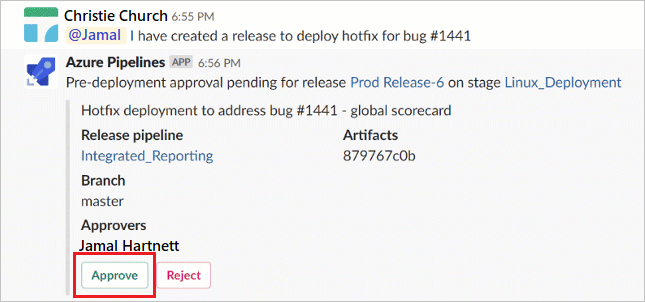 Christie Church 6:55 PM
@Jamal I have created a release to deploy hotfix for bug #1441
Azure Pipelines APP 6:56 PM
Pre-deployment approval pending for release Prod Release-6 on stage Linux_Deployment
Hotfix deployment to address bug #1441 - global scorecard
Release pipeline Artifacts
Integrated_Reporting 879767c0b
Branch
master
Approvers
Jamal Hartnett
Approve Reject